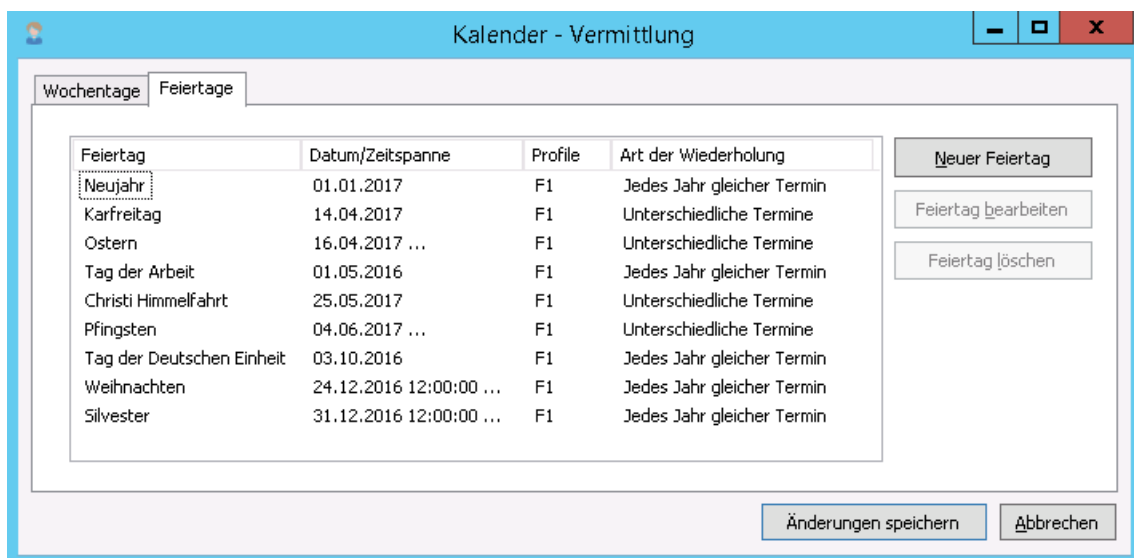 Kalender - Vermittlung
Wochentage Feiertage
Feiertag Datum/Zeitspanne Profile Art der Wiederholung
Neujahr 01.01.2017 F1 Jedes Jahr gleicher Termin
Karfreitag 14.04.2017 F1 Unterschiedliche Termine
Ostern 16.04.2017 ... F1 Unterschiedliche Termine
Tag der Arbeit 01.05.2016 F1 Jedes Jahr gleicher Termin
Christi Himmelfahrt 25.05.2017 F1 Unterschiedliche Termine
Pfingsten 04.06.2017 ... F1 Unterschiedliche Termine
Tag der Deutschen Einheit 03.10.2016 F1 Jedes Jahr gleicher Termin
Weihnachten 24.12.2016 12:00:00 ... F1 Jedes Jahr gleicher Termin
Silvester 31.12.2016 12:00:00 ... F1 Jedes Jahr gleicher Termin
Neuer Feiertag
Feiertag bearbeiten
Feiertag löschen
Änderungen speichern Abbrechen